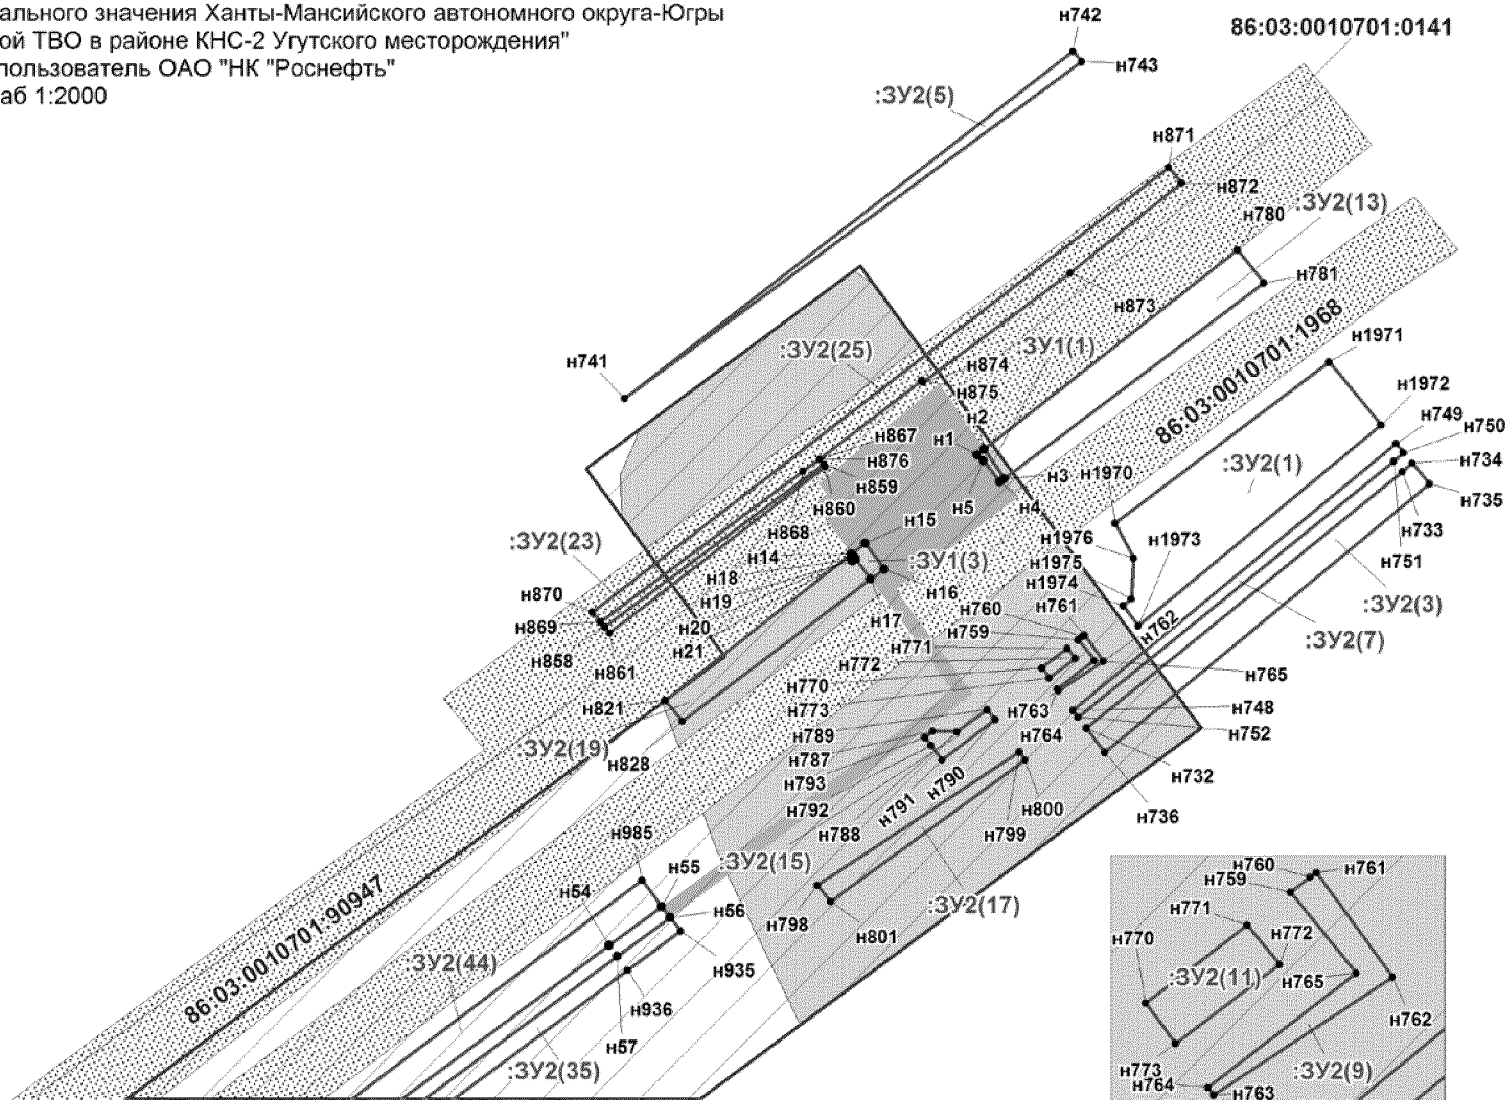 ального значения Ханты-Мансийского автономного округа-Югры
ой ТВО в районе КНС-2 Угутского месторождения"
пользователь ОАО "НК "Роснефть"
аб 1:2000
н742
86:03:0010701:0141
н743
:ЗУ2(5)
н871
н872
:ЗУ2(13)
н780
н781
н873
86:03:0010701:1968
:ЗУ2(25)
:ЗУ1(1)
н1971
н741
н874
н875
н1972
н2
н749
н750
н867
н1
н876
н734
н859
н3
н1970
:ЗУ2(1)
н735
н860
н5
н4
н733
н868
н15
н1976
н1973
:ЗУ2(23)
н14
:ЗУ1(3)
н1975
н751
н18
н1974
н870
н19
н16
н760
н761
:ЗУ2(3)
н869
н20
н17
н759
н762
:ЗУ2(7)
н858
н21
н771
н861
н772
н765
н770
н821
н773
н763
н748
н789
н764
н752
:ЗУ2(19)
н828
н787
н793
н790
н732
н792
н791
н800
н736
н788
н799
н985
н55
:ЗУ2(15)
н54
н56
:ЗУ2(17)
н798
н801
86:03:0010701:90947
:ЗУ2(44)
н935
н936
н57
:ЗУ2(35)
н760
н761
н759
н771
н772
н770
:ЗУ2(11)
н765
н762
н773
н764
:ЗУ2(9)
н763